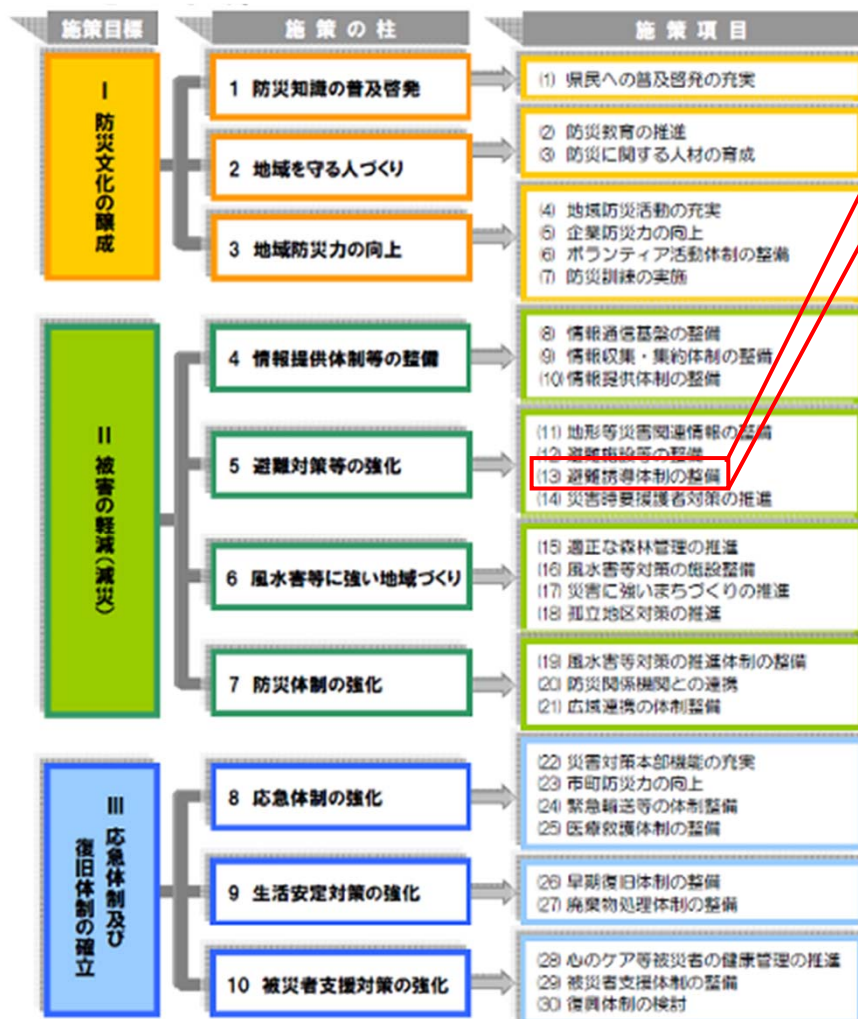 施策目標
施策の柱
施策項目
I 防災文化の醸成
1 防災知識の普及啓発
(1) 県民への普及啓発の充実
2 地域を守る人づくり
(2) 防災教育の推進
(3) 防災に関する人材の育成
3 地域防災力の向上
(4) 地域防災活動の充実
(5) 企業防災力の向上
(6) ボランティア活動体制の整備
(7) 防災訓練の実施
II 被害の軽減(減災)
4 情報提供体制等の整備
(8) 情報通信基盤の整備
(9) 情報収集・集約体制の整備
(10) 情報提供体制の整備
5 避難対策等の強化
(11) 地形等災害関連情報の整備
(12) 避難施設等の整備
(13) 避難誘導体制の整備
(14) 災害時要援護者対策の推進
6 風水害等に強い地域づくり
(15) 適正な森林管理の推進
(16) 風水害等対策の施設整備
(17) 災害に強いまちづくりの推進
(18) 孤立地区対策の推進
7 防災体制の強化
(19) 風水害等対策の推進体制の整備
(20) 防災関係機関との連携
(21) 広域連携の体制整備
III 応急体制及び
復旧体制の確立
8 応急体制の強化
(22) 災害対策本部機能の充実
(23) 市町防災力の向上
(24) 緊急輸送等の体制整備
(25) 医療救護体制の整備
9 生活安定対策の強化
(26) 早期復旧体制の整備
(27) 廃棄物処理体制の整備
10 被災者支援対策の強化
(28) 心のケア等被災者の健康管理の推進
(29) 被災者支援体制の整備
(30) 復興体制の検討